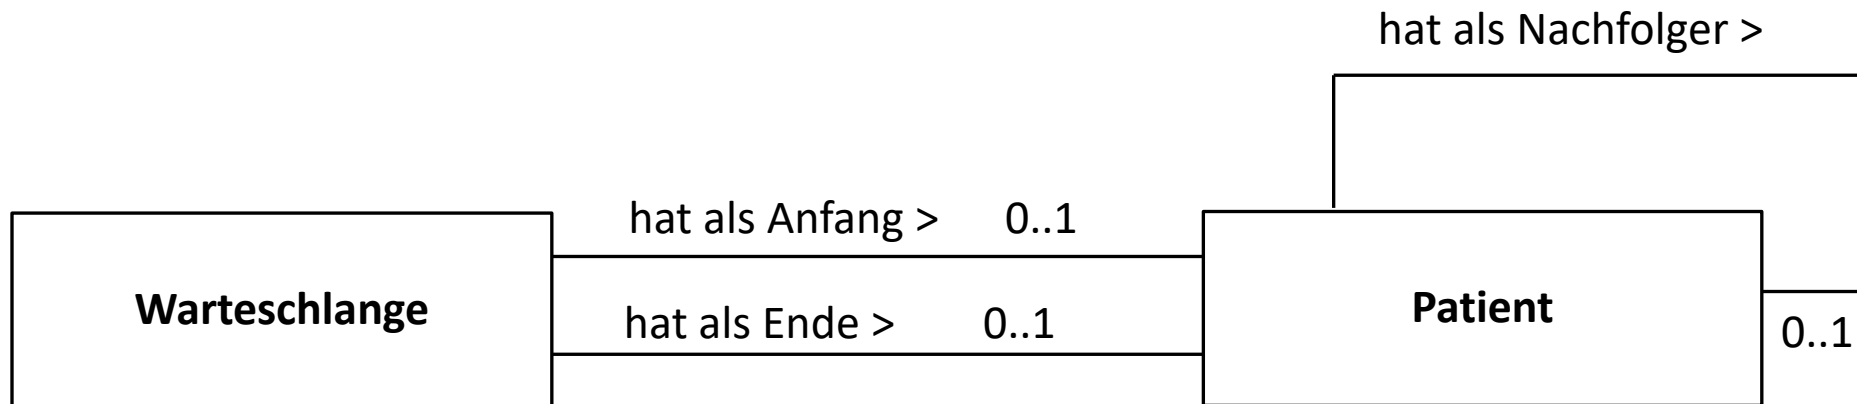 hat als Nachfolger >
hat als Anfang > 0..1
Warteschlange
hat als Ende > 0..1
Patient
0..1